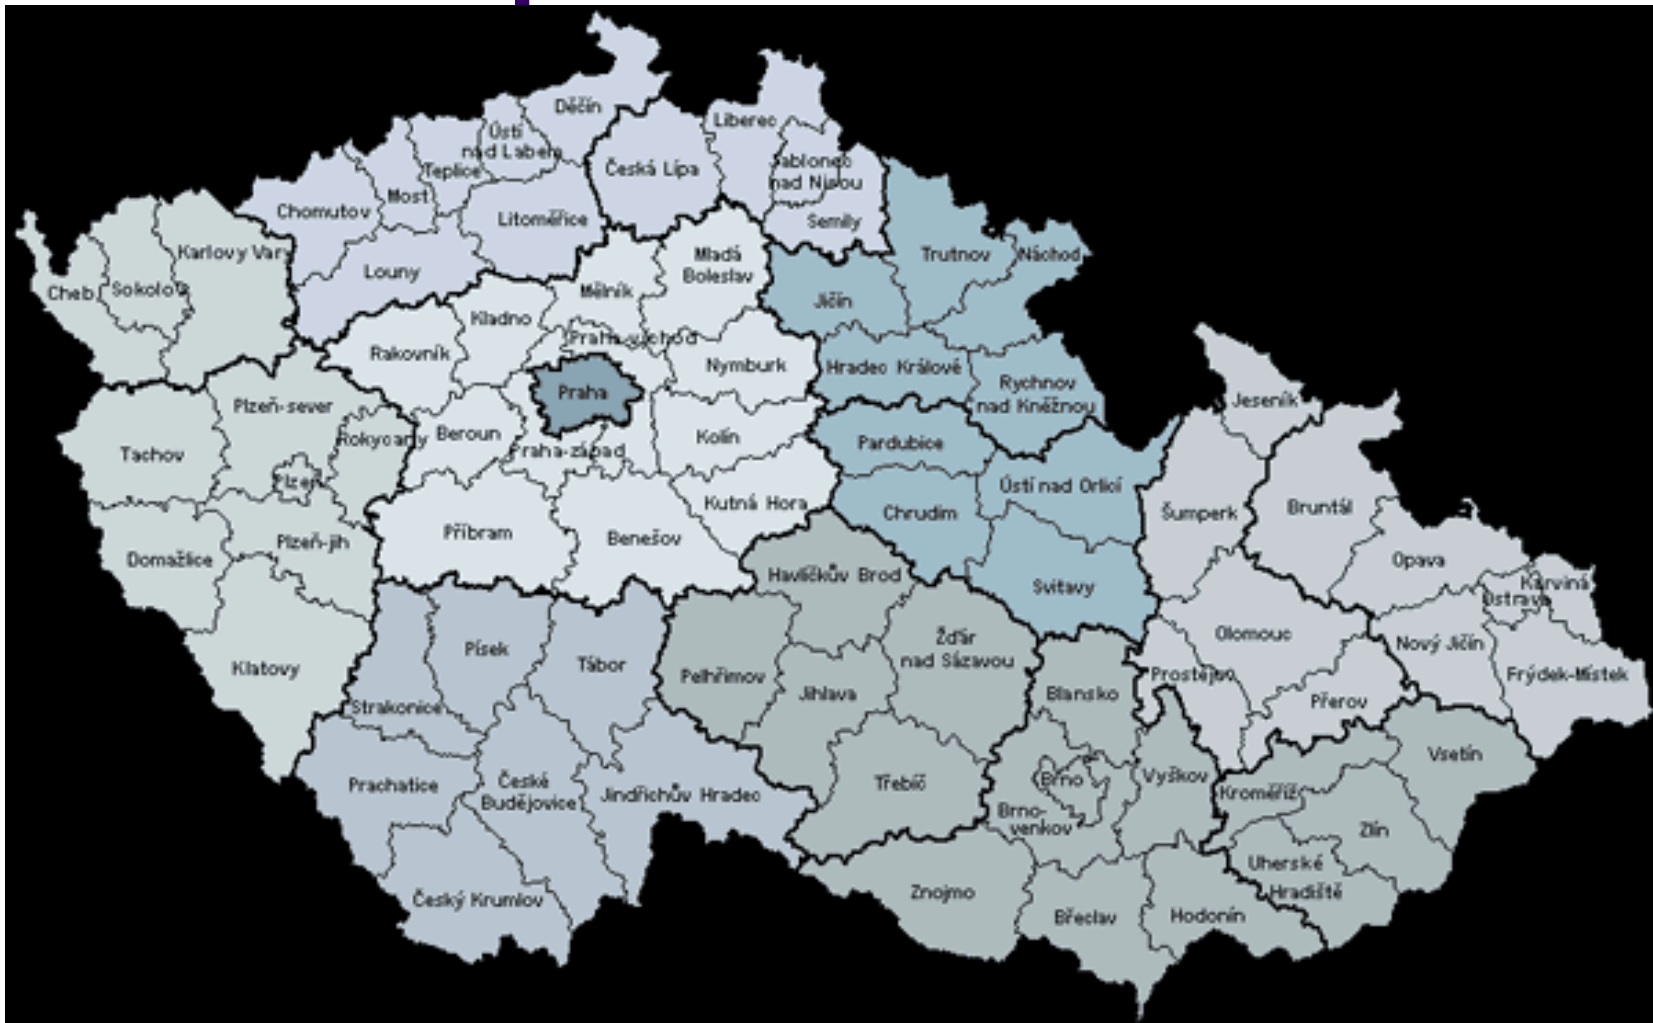 Děčín
Ústí
nad Labem
Teplice
Most
Chomutov
Litoměřice
Louny
Česká Lípa
Liberec
Jablonec
nad Nisou
Semily
Karlovy Vary
Sokolov
Cheb
Trutnov
Náchod
Jičín
Hradec Králové
Rychnov
nad Kněžnou
Mladá
Boleslav
Mělník
Kladno
Rakovník
Praha-východ
Nymburk
Praha
Beroun
Praha-západ
Kolín
Kutná Hora
Příbram
Benešov
Plzeň-sever
Rokycany
Tachov
Plzeň
Plzeň-jih
Domažlice
Klatovy
Pardubice
Chrudim
Ústí nad Orlicí
Svitavy
Jeseník
Šumperk
Bruntál
Opava
Karviná
Ostrava
Nový Jičín
Frýdek-Místek
Olomouc
Prostějov
Přerov
Havlíčkův Brod
Pelhřimov
Jihlava
Žďár
nad Sázavou
Třebíč
Písek
Tábor
Strakonice
Prachatice
České
Budějovice
Jindřichův Hradec
Český Krumlov
Blansko
Brno
Brno-
venkov
Vyškov
Znojmo
Břeclav
Hodonín
Kroměříž
Vsetín
Zlín
Uherské
Hradiště